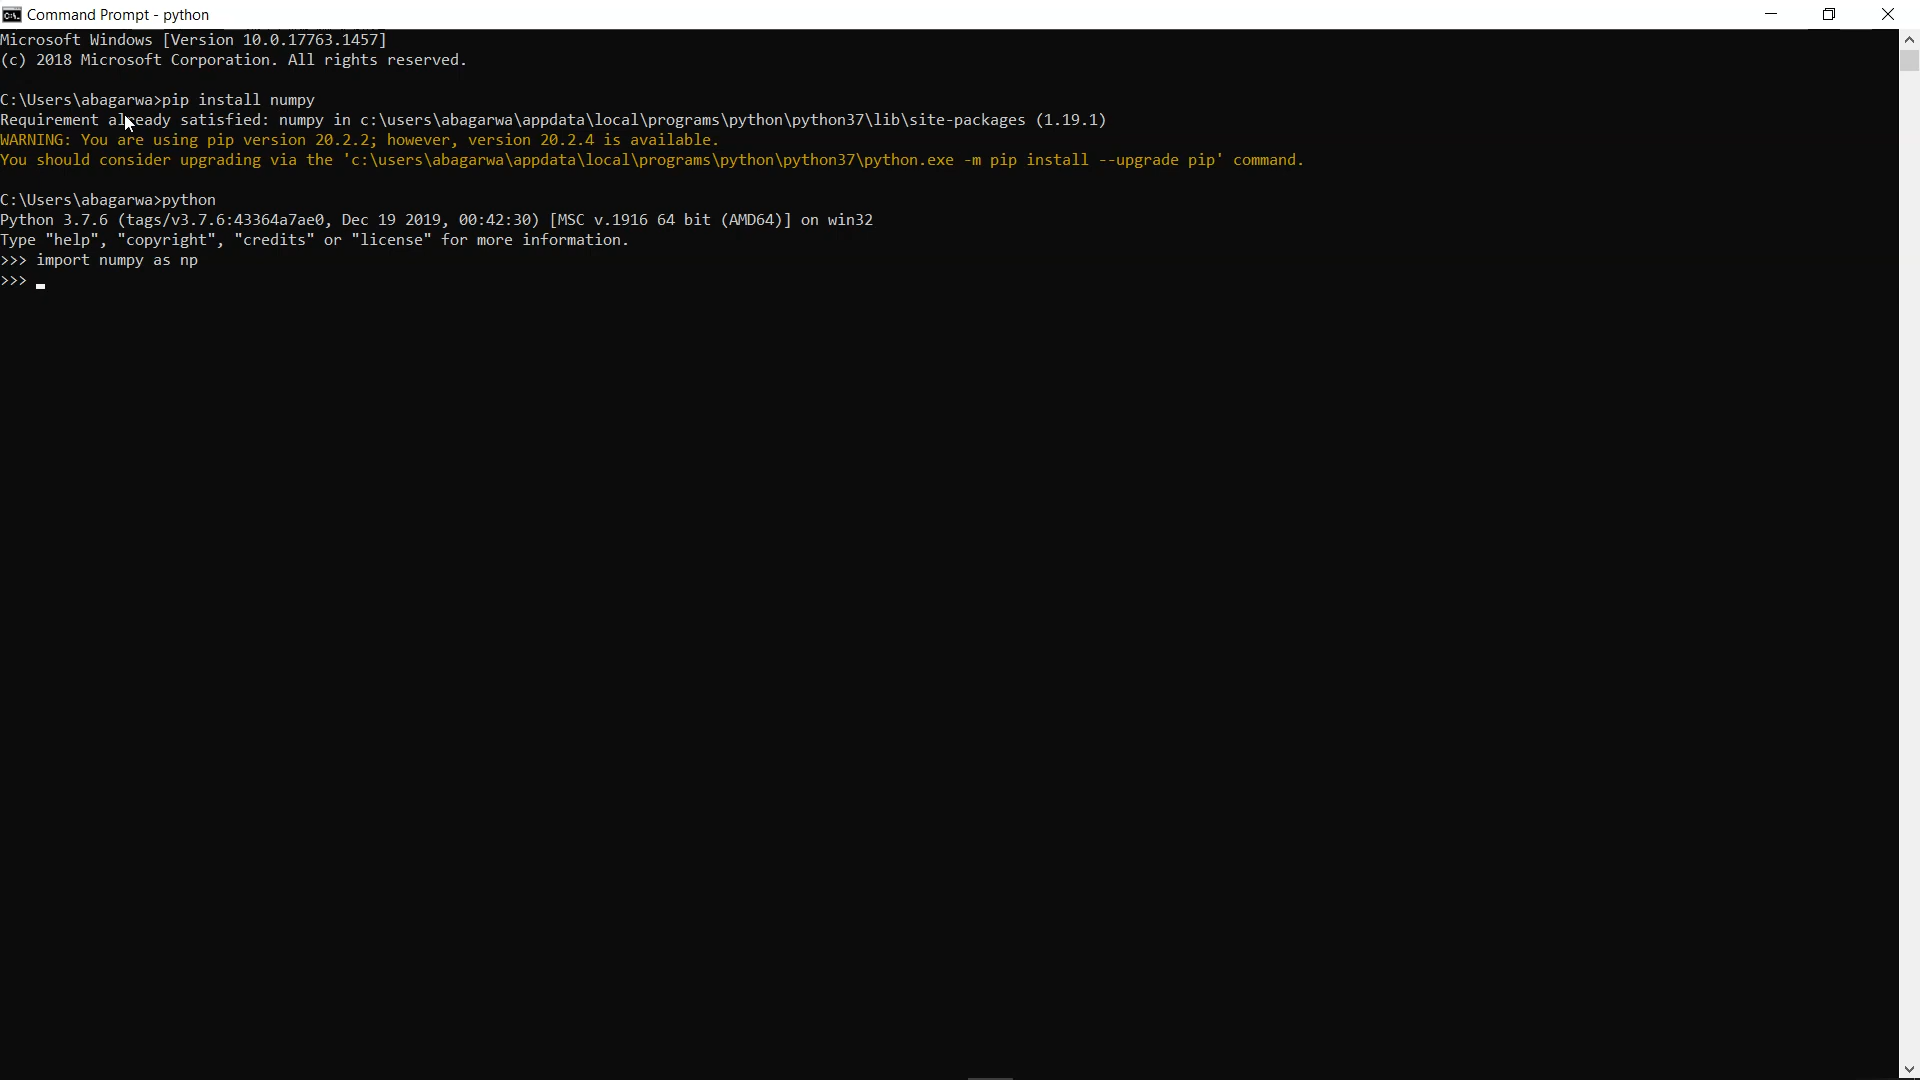 Command Prompt - python
Microsoft Windows [Version 10.0.17763.1457]
(c) 2018 Microsoft Corporation. All rights reserved.
C:\Users\abagarwa>pip install numpy
Requirement already satisfied: numpy in c:\users\abagarwa\appdata\local\programs\python\python37\lib\site-packages (1.19.1)
WARNING: You are using pip version 20.2.2; however, version 20.2.4 is available.
You should consider upgrading via the 'c:\users\abagarwa\appdata\local\programs\python\python37\python.exe -m pip install --upgrade pip' command.
C:\Users\abagarwa>python
Python 3.7.6 (tags/v3.7.6:43364a7ae0, Dec 19 2019, 00:42:30) [MSC v.1916 64 bit (AMD64)] on win32
Type "help", "copyright", "credits" or "license" for more information.
>>> import numpy as np
>>>